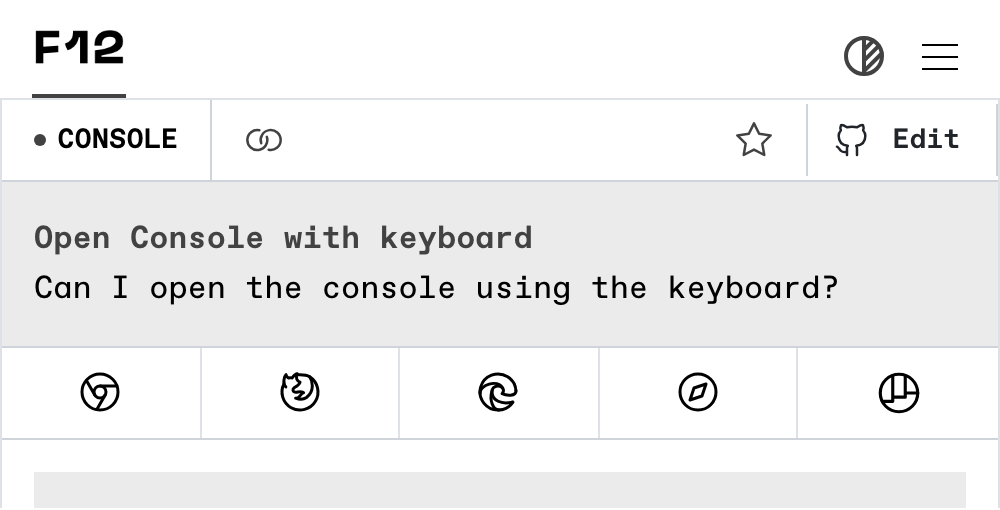 F12
CONSOLE
Edit
Open Console with keyboard
Can I open the console using the keyboard?